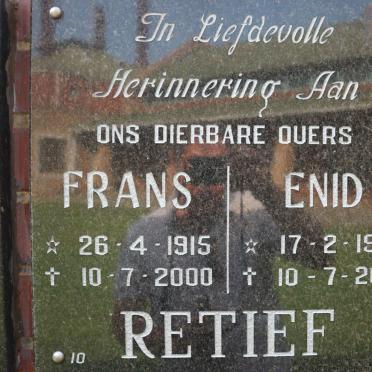 In Liefdevolle
Herinnering Aan
ONS DIERBARE OUERS
FRANS | ENID
☆ 26-4-1915 | ☆ 17-2-19
† 10-7-2000 | † 10-7-20
RETIEF
10